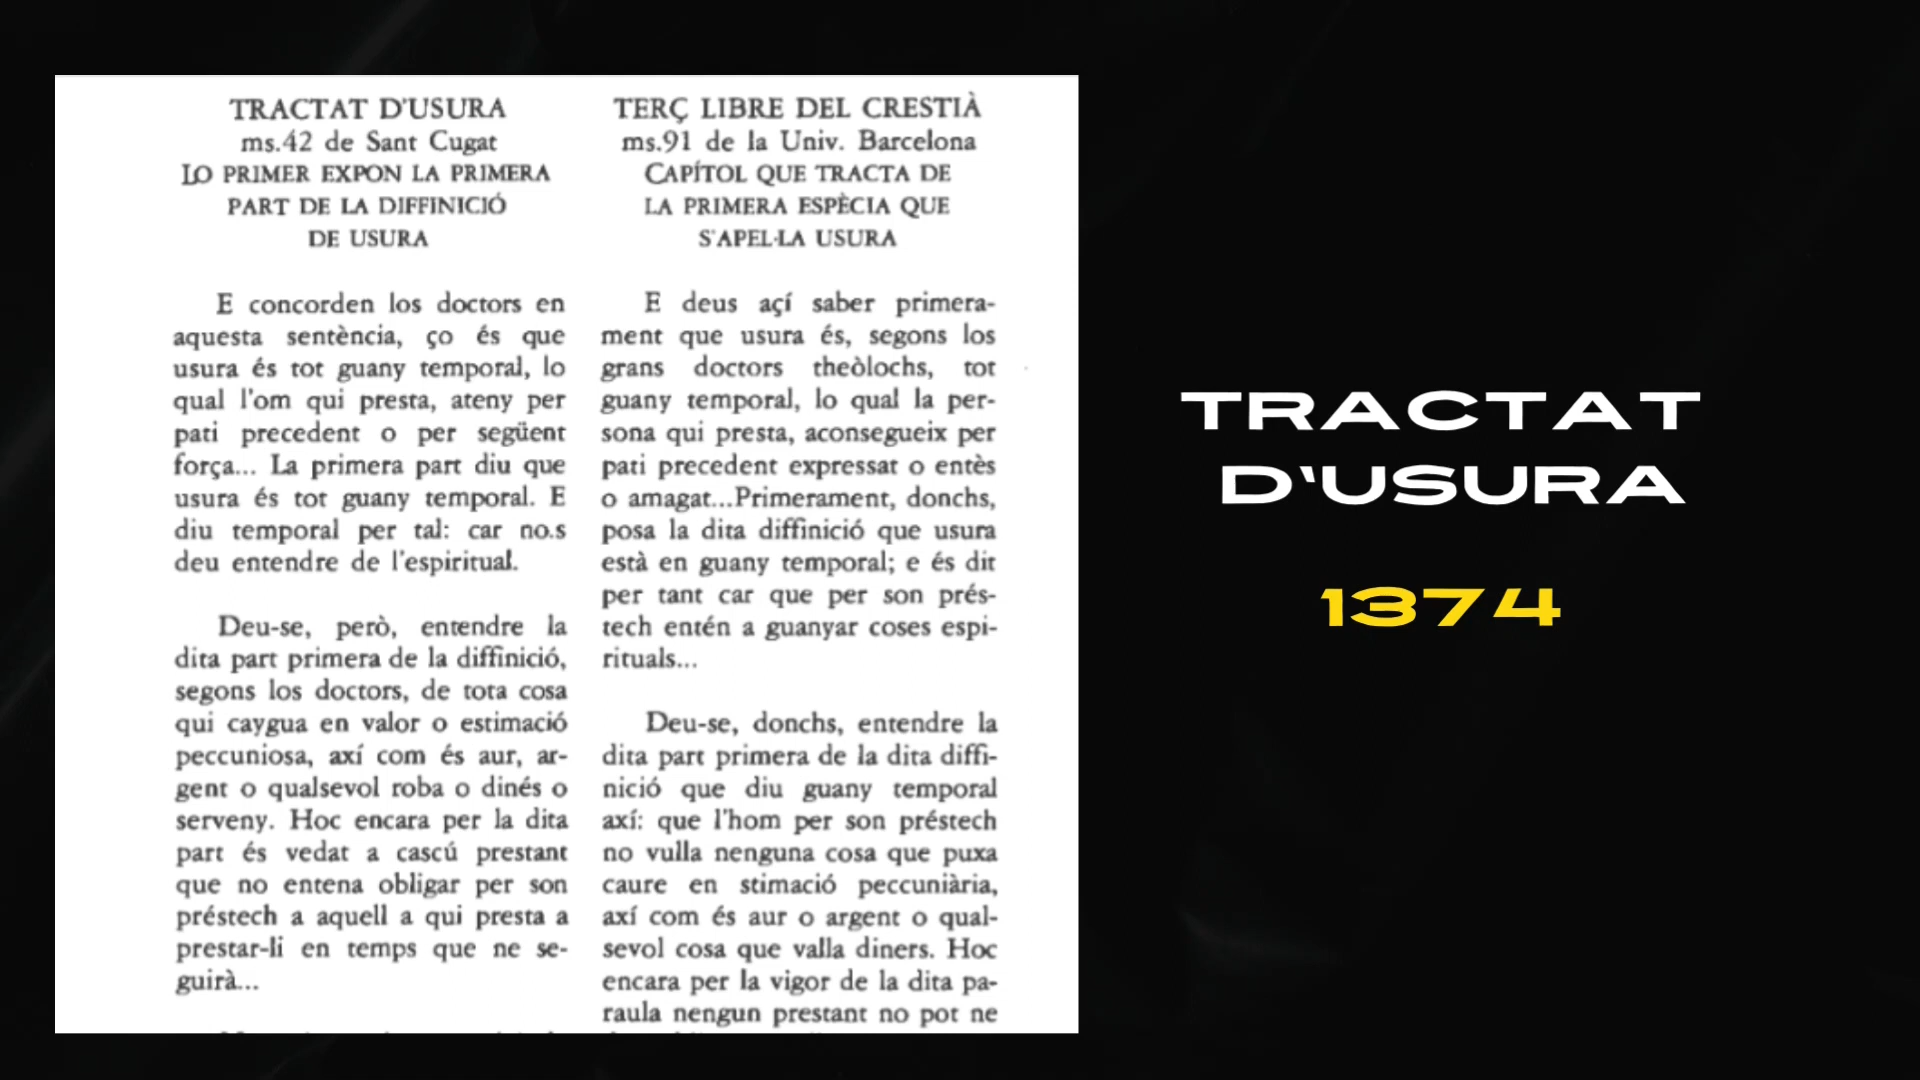 TRACTAT D'USURA
ms.42 de Sant Cugat
LO PRIMER EXPON LA PRIMERA
PART DE LA DIFFINICIÓ
DE USURA
E concorden los doctors en
aquesta sentència, ço és que
usura és tot guany temporal, lo
qual l'om qui presta, ateny per
pati precedent o per següent
força... La primera part diu que
usura és tot guany temporal. E
diu temporal per tal: car no.s
deu entendre de l'espiritual.
Deu-se, però, entendre la
dita part primera de la diffinició,
segons los doctors, de tota cosa
qui caygua en valor o estimació
peccuniosa, axí com és aur, ar-
gent o qualsevol roba o dinés o
serveny. Hoc encara per la dita
part és vedat a cascú prestant
que no entena obligar per son
préstech a aquell a qui presta a
prestar-li en temps que ne se-
guirà...
TERÇ LIBRE DEL CRESTIÀ
ms.91 de la Univ. Barcelona
CAPÍTOL QUE TRACTA DE
LA PRIMERA ESPÈCIA QUE
S'APEL·LA USURA
E deus açí saber primera-
ment que usura és, segons los
grans doctors theòlochs, tot
guany temporal, lo qual la per-
sona qui presta, aconsegueix per
pati precedent expressat o entès
o amagat...Primerament, donchs,
posa la dita diffinició que usura
està en guany temporal; e és dit
per tant car que per son prés-
tech entén a guanyar coses espi-
rituals...
Deu-se, donchs, entendre la
dita part primera de la dita diffi-
nició que diu guany temporal
axí: que l'hom per son préstech
no vulla nenguna cosa que puxa
caure en stimació peccuniària,
axí com és aur o argent o qual-
sevol cosa que valla diners. Hoc
encara per la vigor de la dita pa-
raula nengun prestant no pot ne
TRACTAT
D'USURA
1374